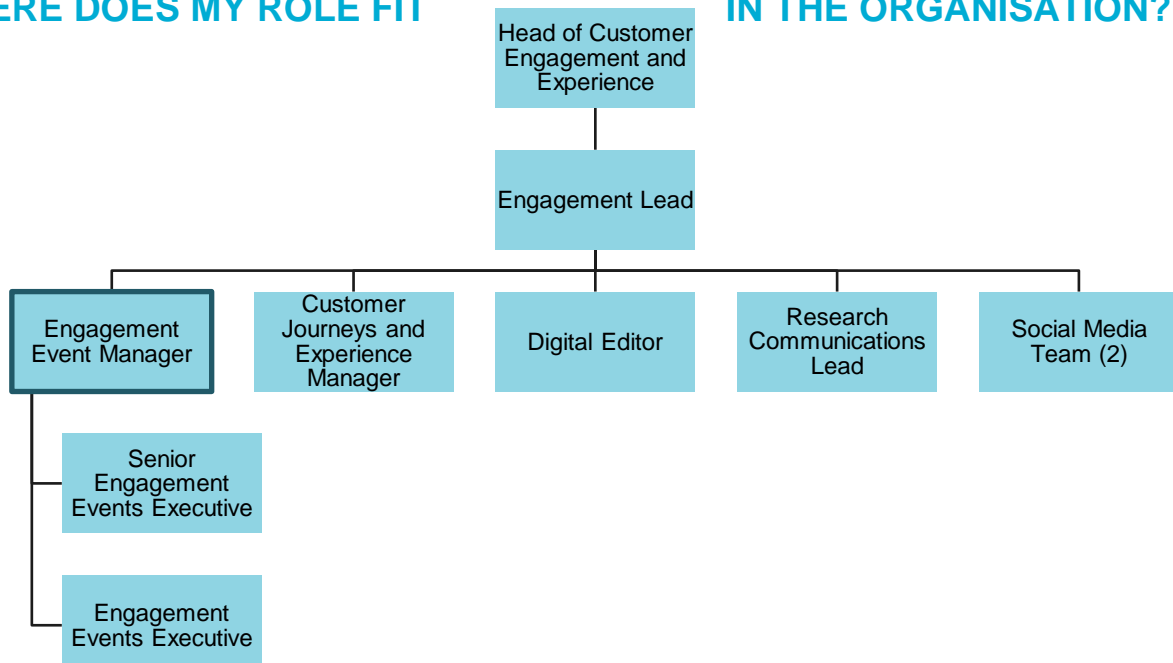 ERE DOES MY ROLE FIT IN THE ORGANISATION?
Head of Customer
Engagement and
Experience
Engagement Lead
Engagement
Event Manager
Customer
Journeys and
Experience
Manager
Digital Editor
Research
Communications
Lead
Social Media
Team (2)
Senior
Engagement
Events Executive
Engagement
Events Executive